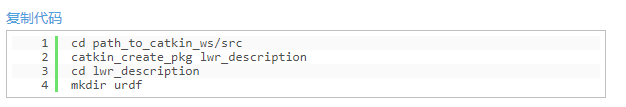 复制代码
1 cd path_to_catkin_ws/src
2 catkin_create_pkg lwr_description
3 cd lwr_description
4 mkdir urdf